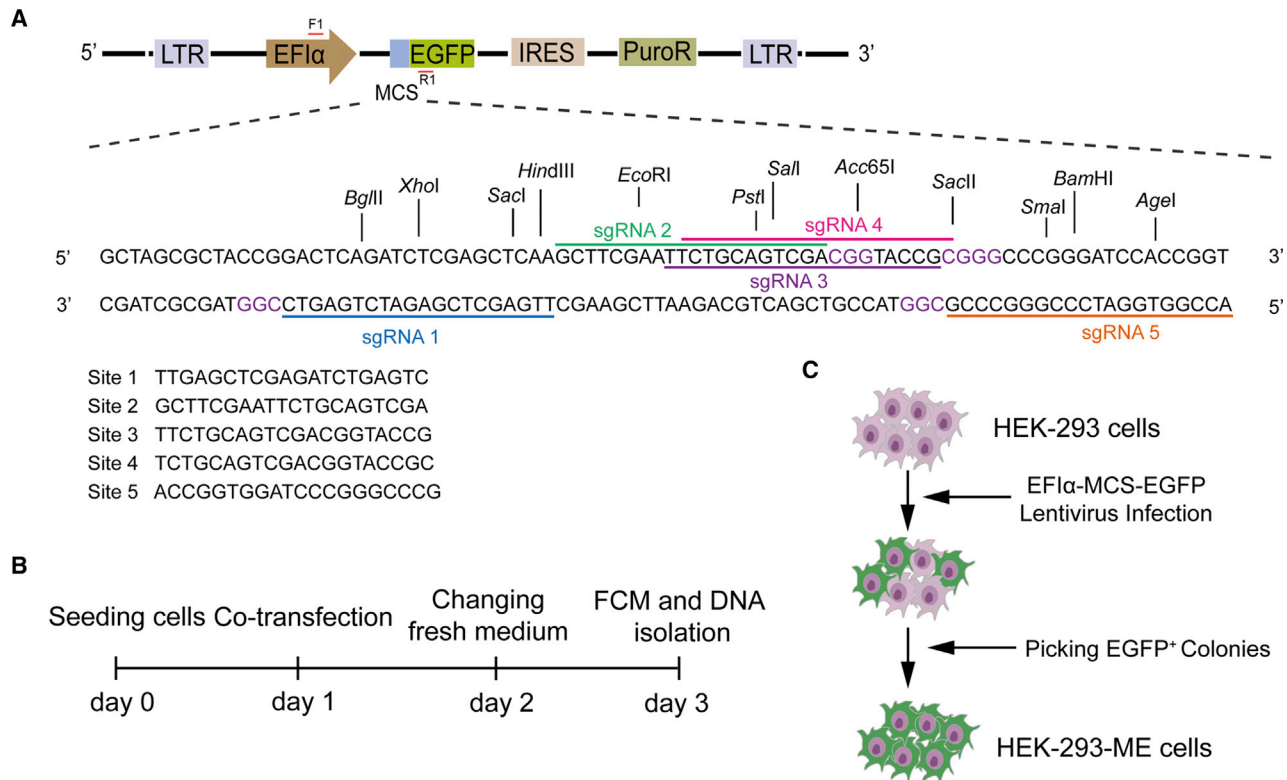 A
F1
5’ LTR EFIα EGFP IRES PuroR LTR 3’
R1
MCS
BglII XhoI SacI HindIII EcoRI PstI SalI Acc65I SacII SmaI BamHI AgeI
sgRNA 2 sgRNA 4
5’ GCTAGCGCTACCGGACTCAGATCTCGAGCTCAAGCTTCGAATTCTGCAGTCGACGGTACCGCGGGCCCGGGATCCACCGGT 3’
sgRNA 3
3’ CGATCGCGATGGCCTGAGTCTAGAGCTCGAGTTCGAAGCTTAAGACGTCAGCTGCCATGGCGCCCGGGCCCTAGGTGGCCA 5’
sgRNA 1 sgRNA 5
Site 1 TTGAGCTCGAGATCTGAGTC
Site 2 GCTTCGAATTCTGCAGTCGA
Site 3 TTCTGCAGTCGACGGTACCG
Site 4 TCTGCAGTCGACGGTACCGC
Site 5 ACCGGTGGATCCCGGGCCCG
B
Seeding cells Co-transfection
Changing
fresh medium
FCM and DNA
isolation
day 0 day 1 day 2 day 3
C
HEK-293 cells
EFIα-MCS-EGFP
Lentivirus Infection
Picking EGFP⁺ Colonies
HEK-293-ME cells